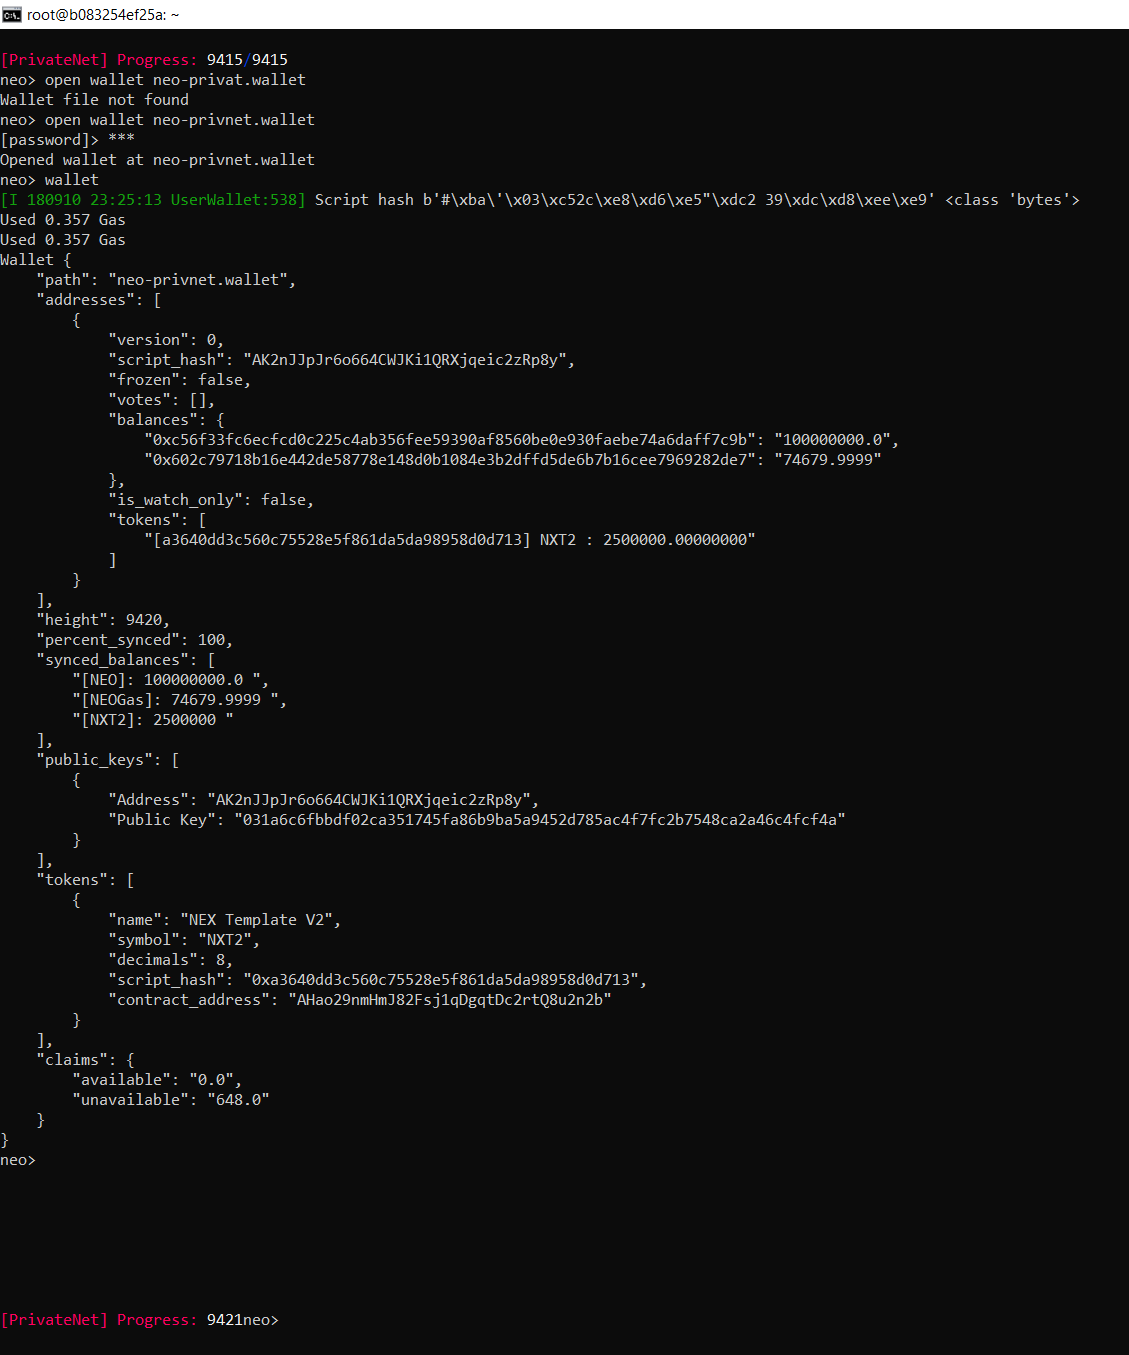 root@b083254ef25a: ~
[PrivateNet] Progress: 9415/9415
neo> open wallet neo-privat.wallet
Wallet file not found
neo> open wallet neo-privnet.wallet
[password]> ***
Opened wallet at neo-privnet.wallet
neo> wallet
[I 180910 23:25:13 UserWallet:538] Script hash b'#\xba\'\x03\xc52c\xe8\xd6\xe5"\xdc2 39\xdc\xd8\xee\xe9' <class 'bytes'>
Used 0.357 Gas
Used 0.357 Gas
Wallet {
    "path": "neo-privnet.wallet",
    "addresses": [
        {
            "version": 0,
            "script_hash": "AK2nJJpJr6o664CWJKi1QRXjqeic2zRp8y",
            "frozen": false,
            "votes": [],
            "balances": {
                "0xc56f33fc6ecfcd0c225c4ab356fee59390af8560be0e930faebe74a6daff7c9b": "100000000.0",
                "0x602c79718b16e442de58778e148d0b1084e3b2dffd5de6b7b16cee7969282de7": "74679.9999"
            },
            "is_watch_only": false,
            "tokens": [
                "[a3640dd3c560c75528e5f861da5da98958d0d713] NXT2 : 2500000.00000000"
            ]
        }
    ],
    "height": 9420,
    "percent_synced": 100,
    "synced_balances": [
        "[NEO]: 100000000.0 ",
        "[NEOGas]: 74679.9999 ",
        "[NXT2]: 2500000 "
    ],
    "public_keys": [
        {
            "Address": "AK2nJJpJr6o664CWJKi1QRXjqeic2zRp8y",
            "Public Key": "031a6c6fbbdf02ca351745fa86b9ba5a9452d785ac4f7fc2b7548ca2a46c4fcf4a"
        }
    ],
    "tokens": [
        {
            "name": "NEX Template V2",
            "symbol": "NXT2",
            "decimals": 8,
            "script_hash": "0xa3640dd3c560c75528e5f861da5da98958d0d713",
            "contract_address": "AHao29nmHmJ82Fsj1qDgqtDc2rtQ8u2n2b"
        }
    ],
    "claims": {
        "available": "0.0",
        "unavailable": "648.0"
    }
}
neo>
[PrivateNet] Progress: 9421neo>